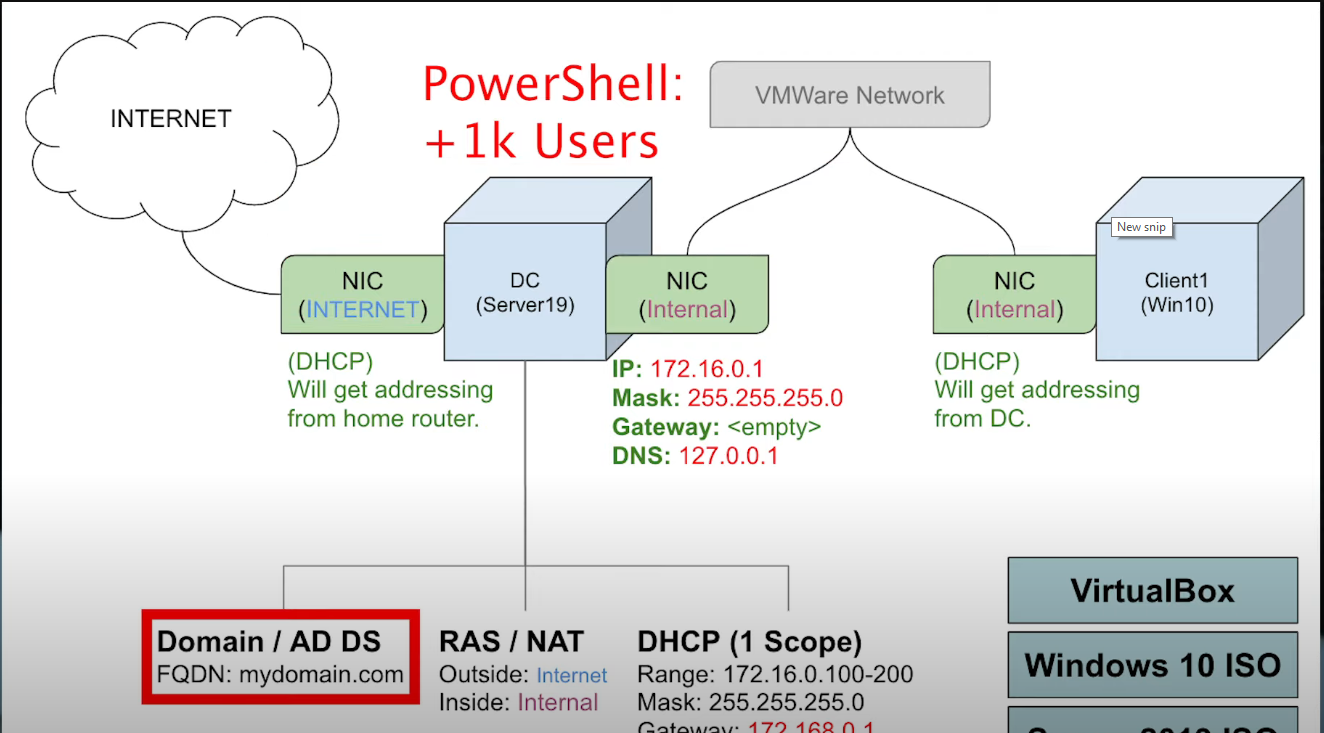 INTERNET
PowerShell:
+1k Users
VMWare Network
NIC
(INTERNET)
DC
(Server19)
NIC
(Internal)
NIC
(Internal)
New snip
Client1
(Win10)
(DHCP)
Will get addressing
from home router.
IP: 172.16.0.1
Mask: 255.255.255.0
Gateway: <empty>
DNS: 127.0.0.1
(DHCP)
Will get addressing
from DC.
Domain / AD DS
FQDN: mydomain.com
RAS / NAT
Outside: Internet
Inside: Internal
DHCP (1 Scope)
Range: 172.16.0.100-200
Mask: 255.255.255.0
Gateway: 172.168.0.1
VirtualBox
Windows 10 ISO